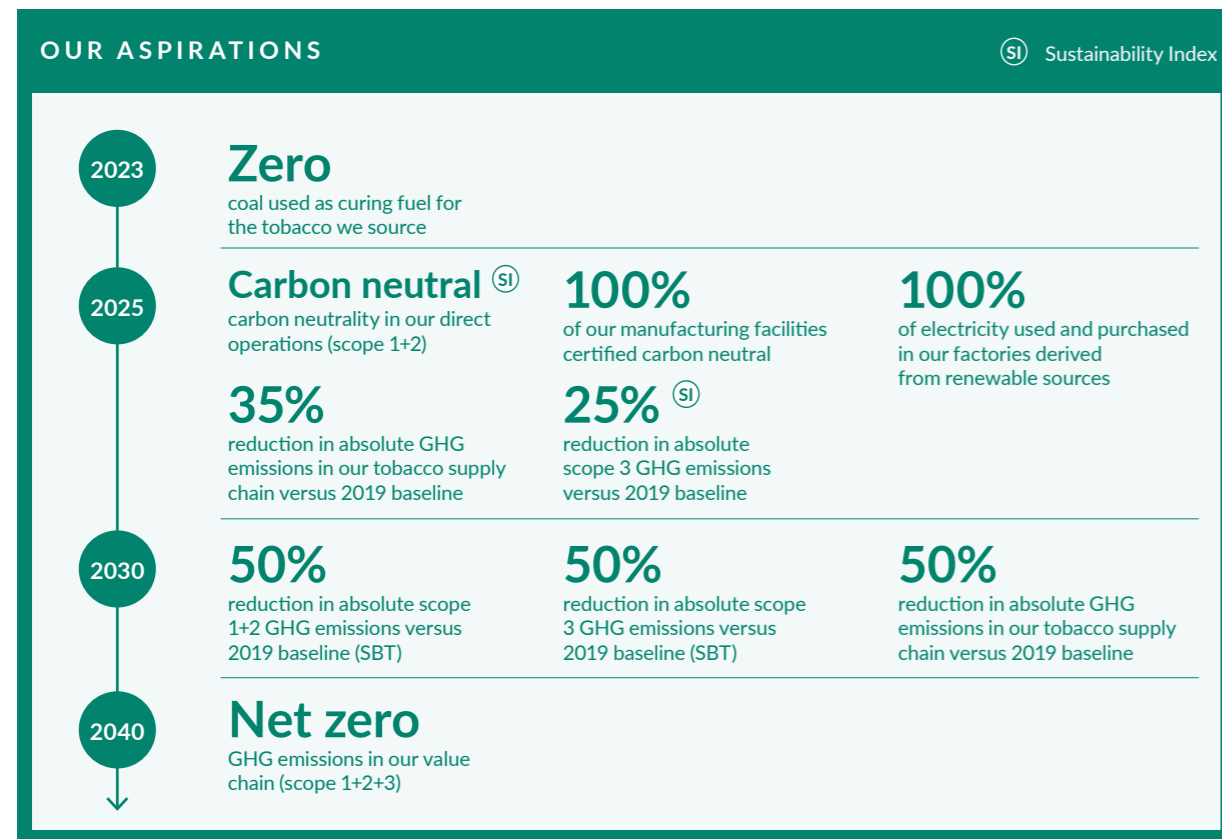 OUR ASPIRATIONS
SI Sustainability Index
2023
Zero
coal used as curing fuel for
the tobacco we source
2025
Carbon neutral SI
carbon neutrality in our direct
operations (scope 1+2)
100%
of our manufacturing facilities
certified carbon neutral
100%
of electricity used and purchased
in our factories derived
from renewable sources
35%
reduction in absolute GHG
emissions in our tobacco supply
chain versus 2019 baseline
25% SI
reduction in absolute
scope 3 GHG emissions
versus 2019 baseline
2030
50%
reduction in absolute scope
1+2 GHG emissions versus
2019 baseline (SBT)
50%
reduction in absolute scope
3 GHG emissions versus
2019 baseline (SBT)
50%
reduction in absolute GHG
emissions in our tobacco supply
chain versus 2019 baseline
2040
Net zero
GHG emissions in our value
chain (scope 1+2+3)